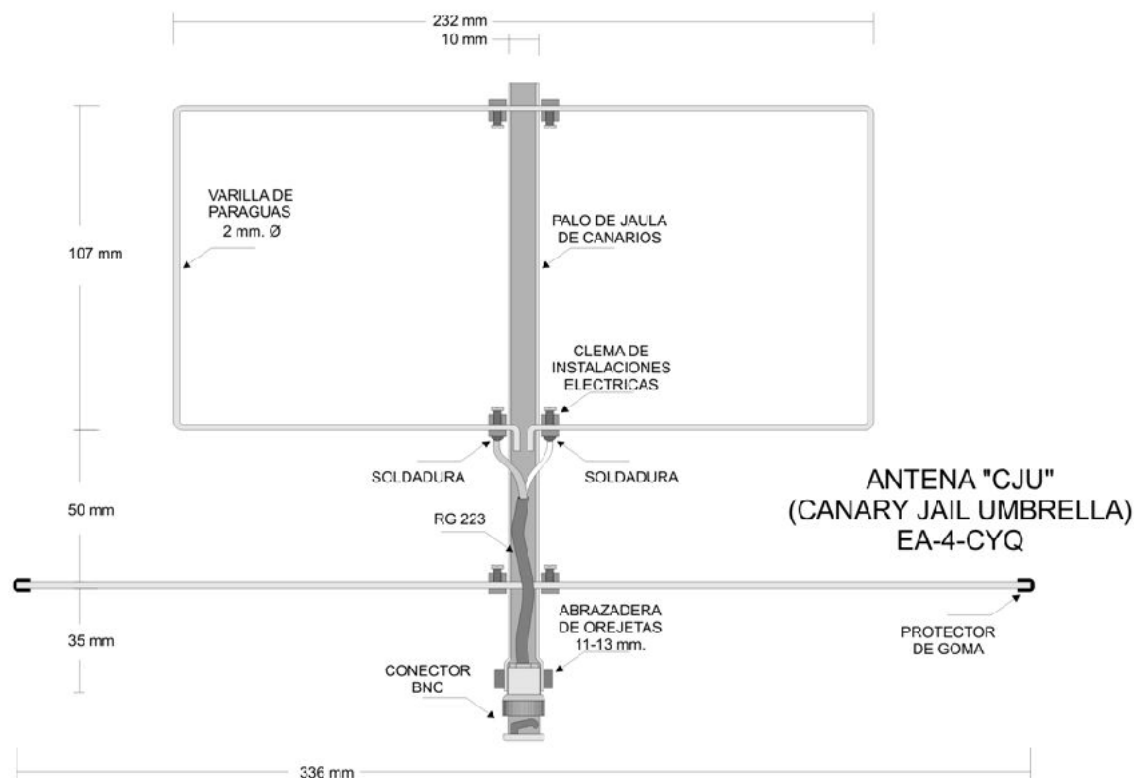 232 mm
10 mm
VARILLA DE
PARAGUAS
2 mm. Ø
PALO DE JAULA
DE CANARIOS
107 mm
CLEMA DE
INSTALACIONES
ELECTRICAS
SOLDADURA
SOLDADURA
50 mm
RG 223
ANTENA "CJU"
(CANARY JAIL UMBRELLA)
EA-4-CYQ
35 mm
ABRAZADERA
DE OREJETAS
11-13 mm.
PROTECTOR
DE GOMA
CONECTOR
BNC
336 mm